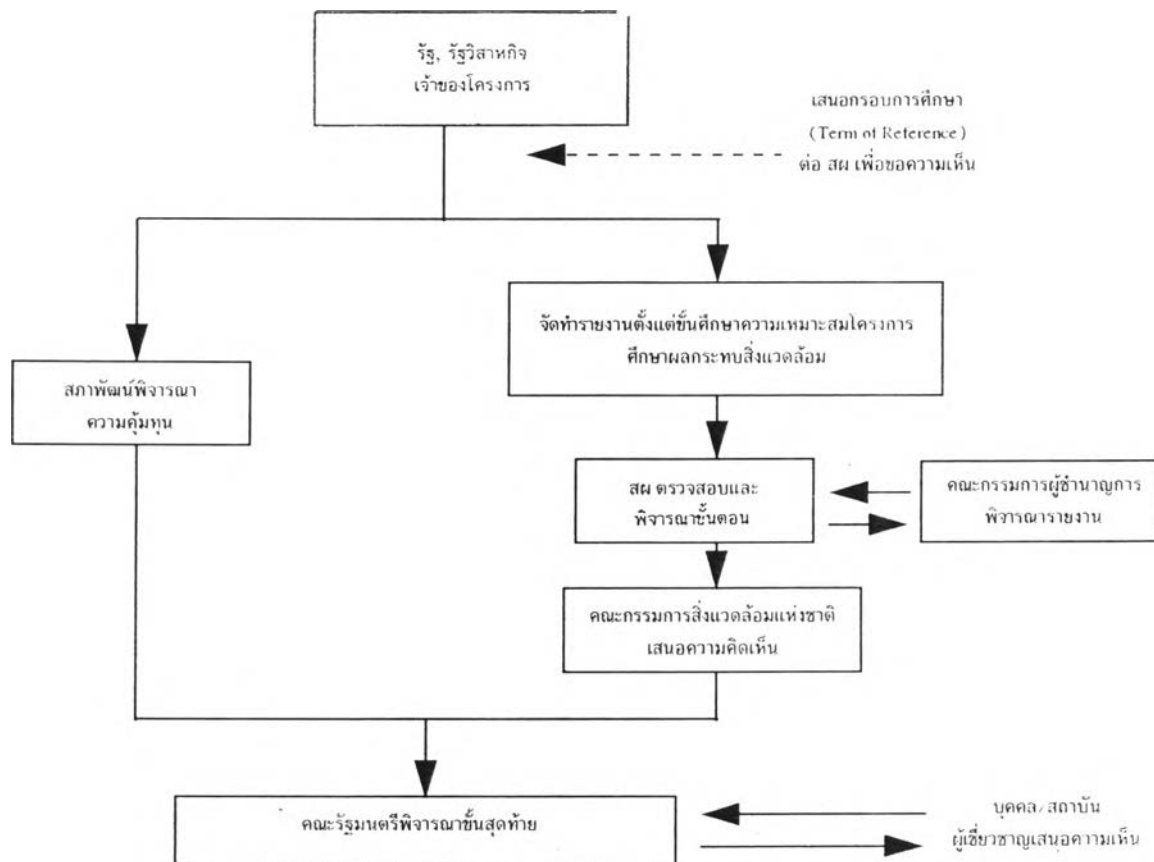 รัฐ, รัฐวิสาหกิจ
เจ้าของโครงการ
เสนอกรอบการศึกษา
(Term of Reference)
ต่อ สผ เพื่อขอความเห็น
จัดทำรายงานตั้งแต่ขั้นศึกษาความเหมาะสมโครงการ
ศึกษาผลกระทบสิ่งแวดล้อม
สภาพัฒน์พิจารณา
ความคุ้มทุน
สผ ตรวจสอบและ
พิจารณาขั้นตอน
คณะกรรมการผู้ชำนาญการ
พิจารณารายงาน
คณะกรรมการสิ่งแวดล้อมแห่งชาติ
เสนอความคิดเห็น
คณะรัฐมนตรีพิจารณาขั้นสุดท้าย
บุคคล/สถาบัน
ผู้เชี่ยวชาญเสนอความเห็น